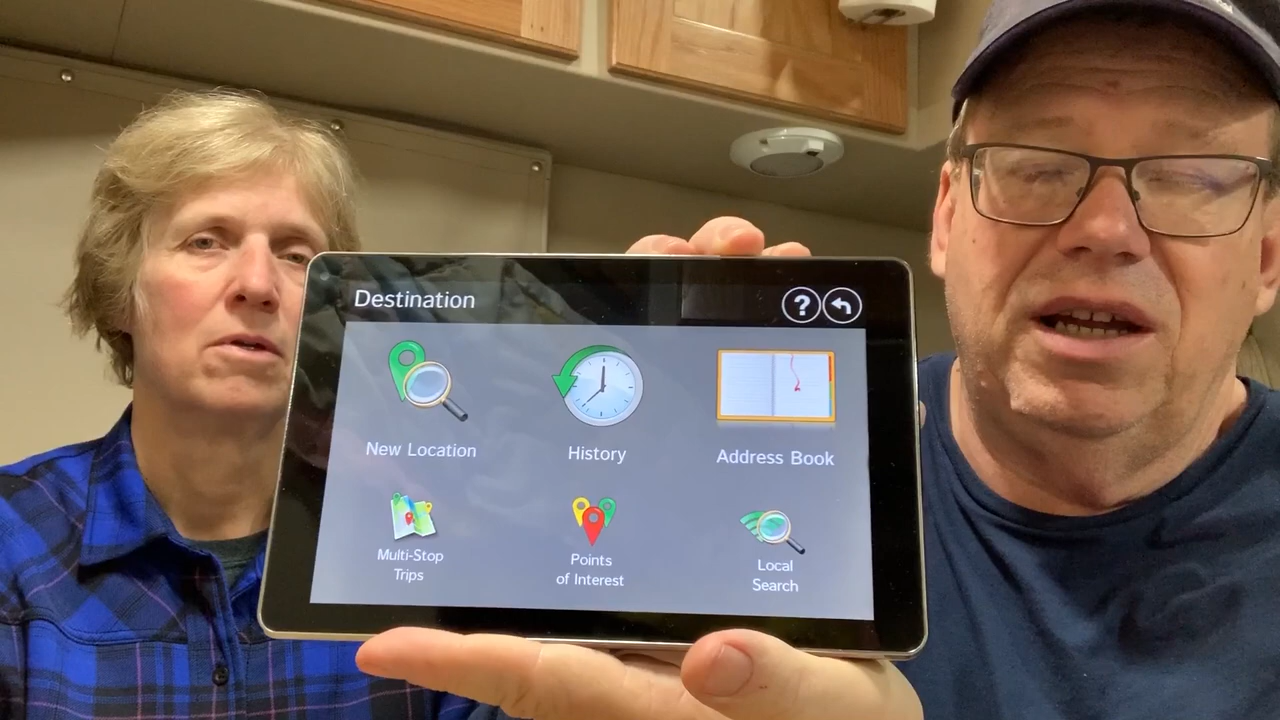 Destination
?
New Location
History
Address Book
Multi-Stop
Trips
Points
of Interest
Local
Search